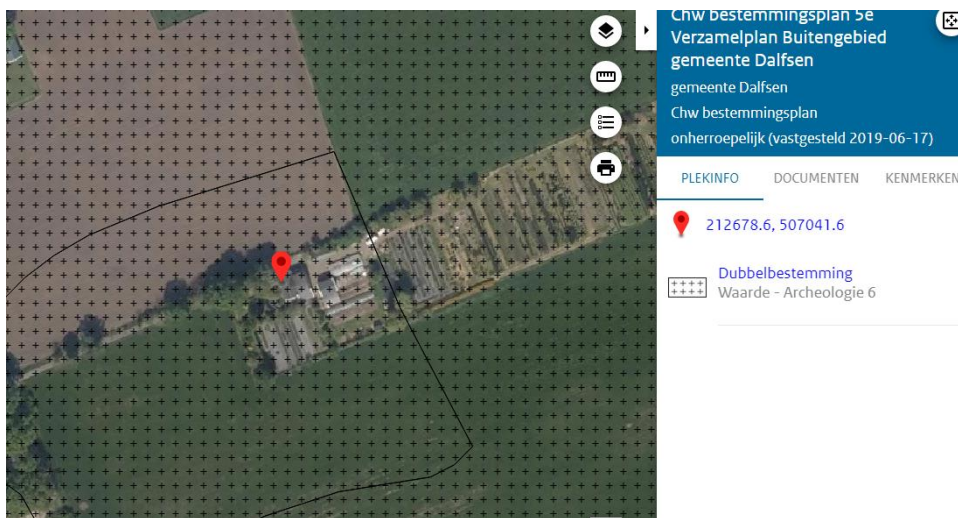 Chw bestemmingsplan 5e
Verzamelplan Buitengebied
gemeente Dalfsen
gemeente Dalfsen
Chw bestemmingsplan
onherroepelijk (vastgesteld 2019-06-17)
PLEKINFO DOCUMENTEN KENMERKEN
212678.6, 507041.6
Dubbelbestemming
Waarde - Archeologie 6